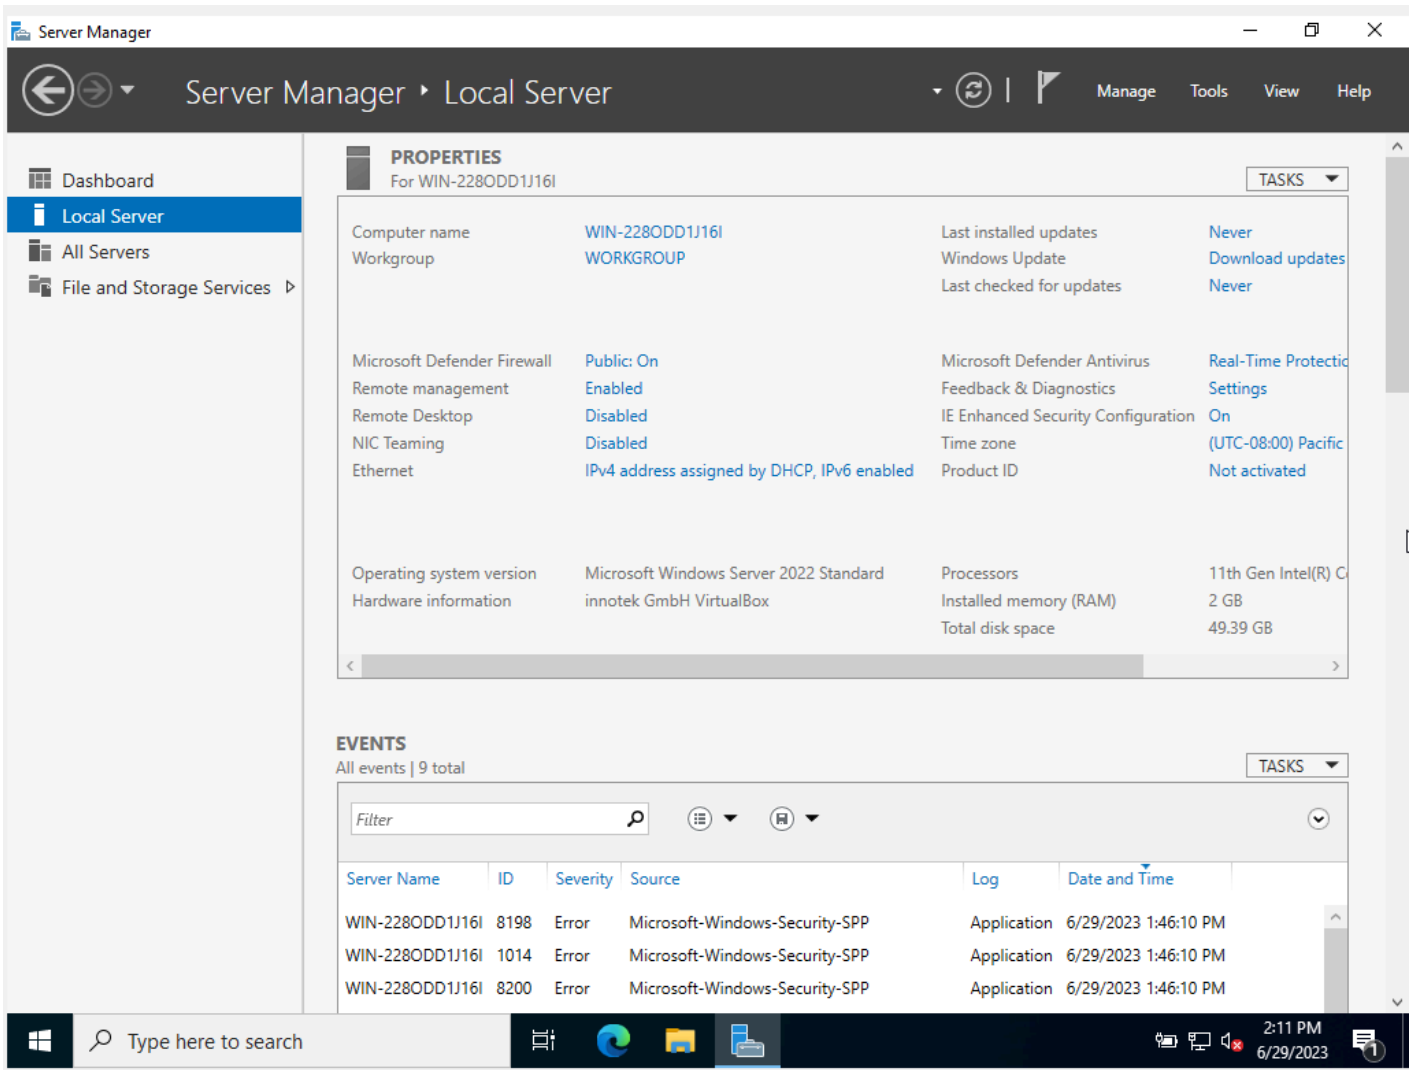 Server Manager
Server Manager • Local Server
Manage Tools View Help
Dashboard
Local Server
All Servers
File and Storage Services
PROPERTIES
For WIN-228ODD1J16I
TASKS
Computer name WIN-228ODD1J16I Last installed updates Never
Workgroup WORKGROUP Windows Update Download updates
Last checked for updates Never
Microsoft Defender Firewall Public: On Microsoft Defender Antivirus Real-Time Protectio
Remote management Enabled Feedback & Diagnostics Settings
Remote Desktop Disabled IE Enhanced Security Configuration On
NIC Teaming Disabled Time zone (UTC-08:00) Pacific
Ethernet IPv4 address assigned by DHCP, IPv6 enabled Product ID Not activated
Operating system version Microsoft Windows Server 2022 Standard Processors 11th Gen Intel(R) C
Hardware information innotek GmbH VirtualBox Installed memory (RAM) 2 GB
Total disk space 49.39 GB
EVENTS
All events | 9 total
TASKS
Filter
Server Name ID Severity Source Log Date and Time
WIN-228ODD1J16I 8198 Error Microsoft-Windows-Security-SPP Application 6/29/2023 1:46:10 PM
WIN-228ODD1J16I 1014 Error Microsoft-Windows-Security-SPP Application 6/29/2023 1:46:10 PM
WIN-228ODD1J16I 8200 Error Microsoft-Windows-Security-SPP Application 6/29/2023 1:46:10 PM
Type here to search
2:11 PM
6/29/2023
1